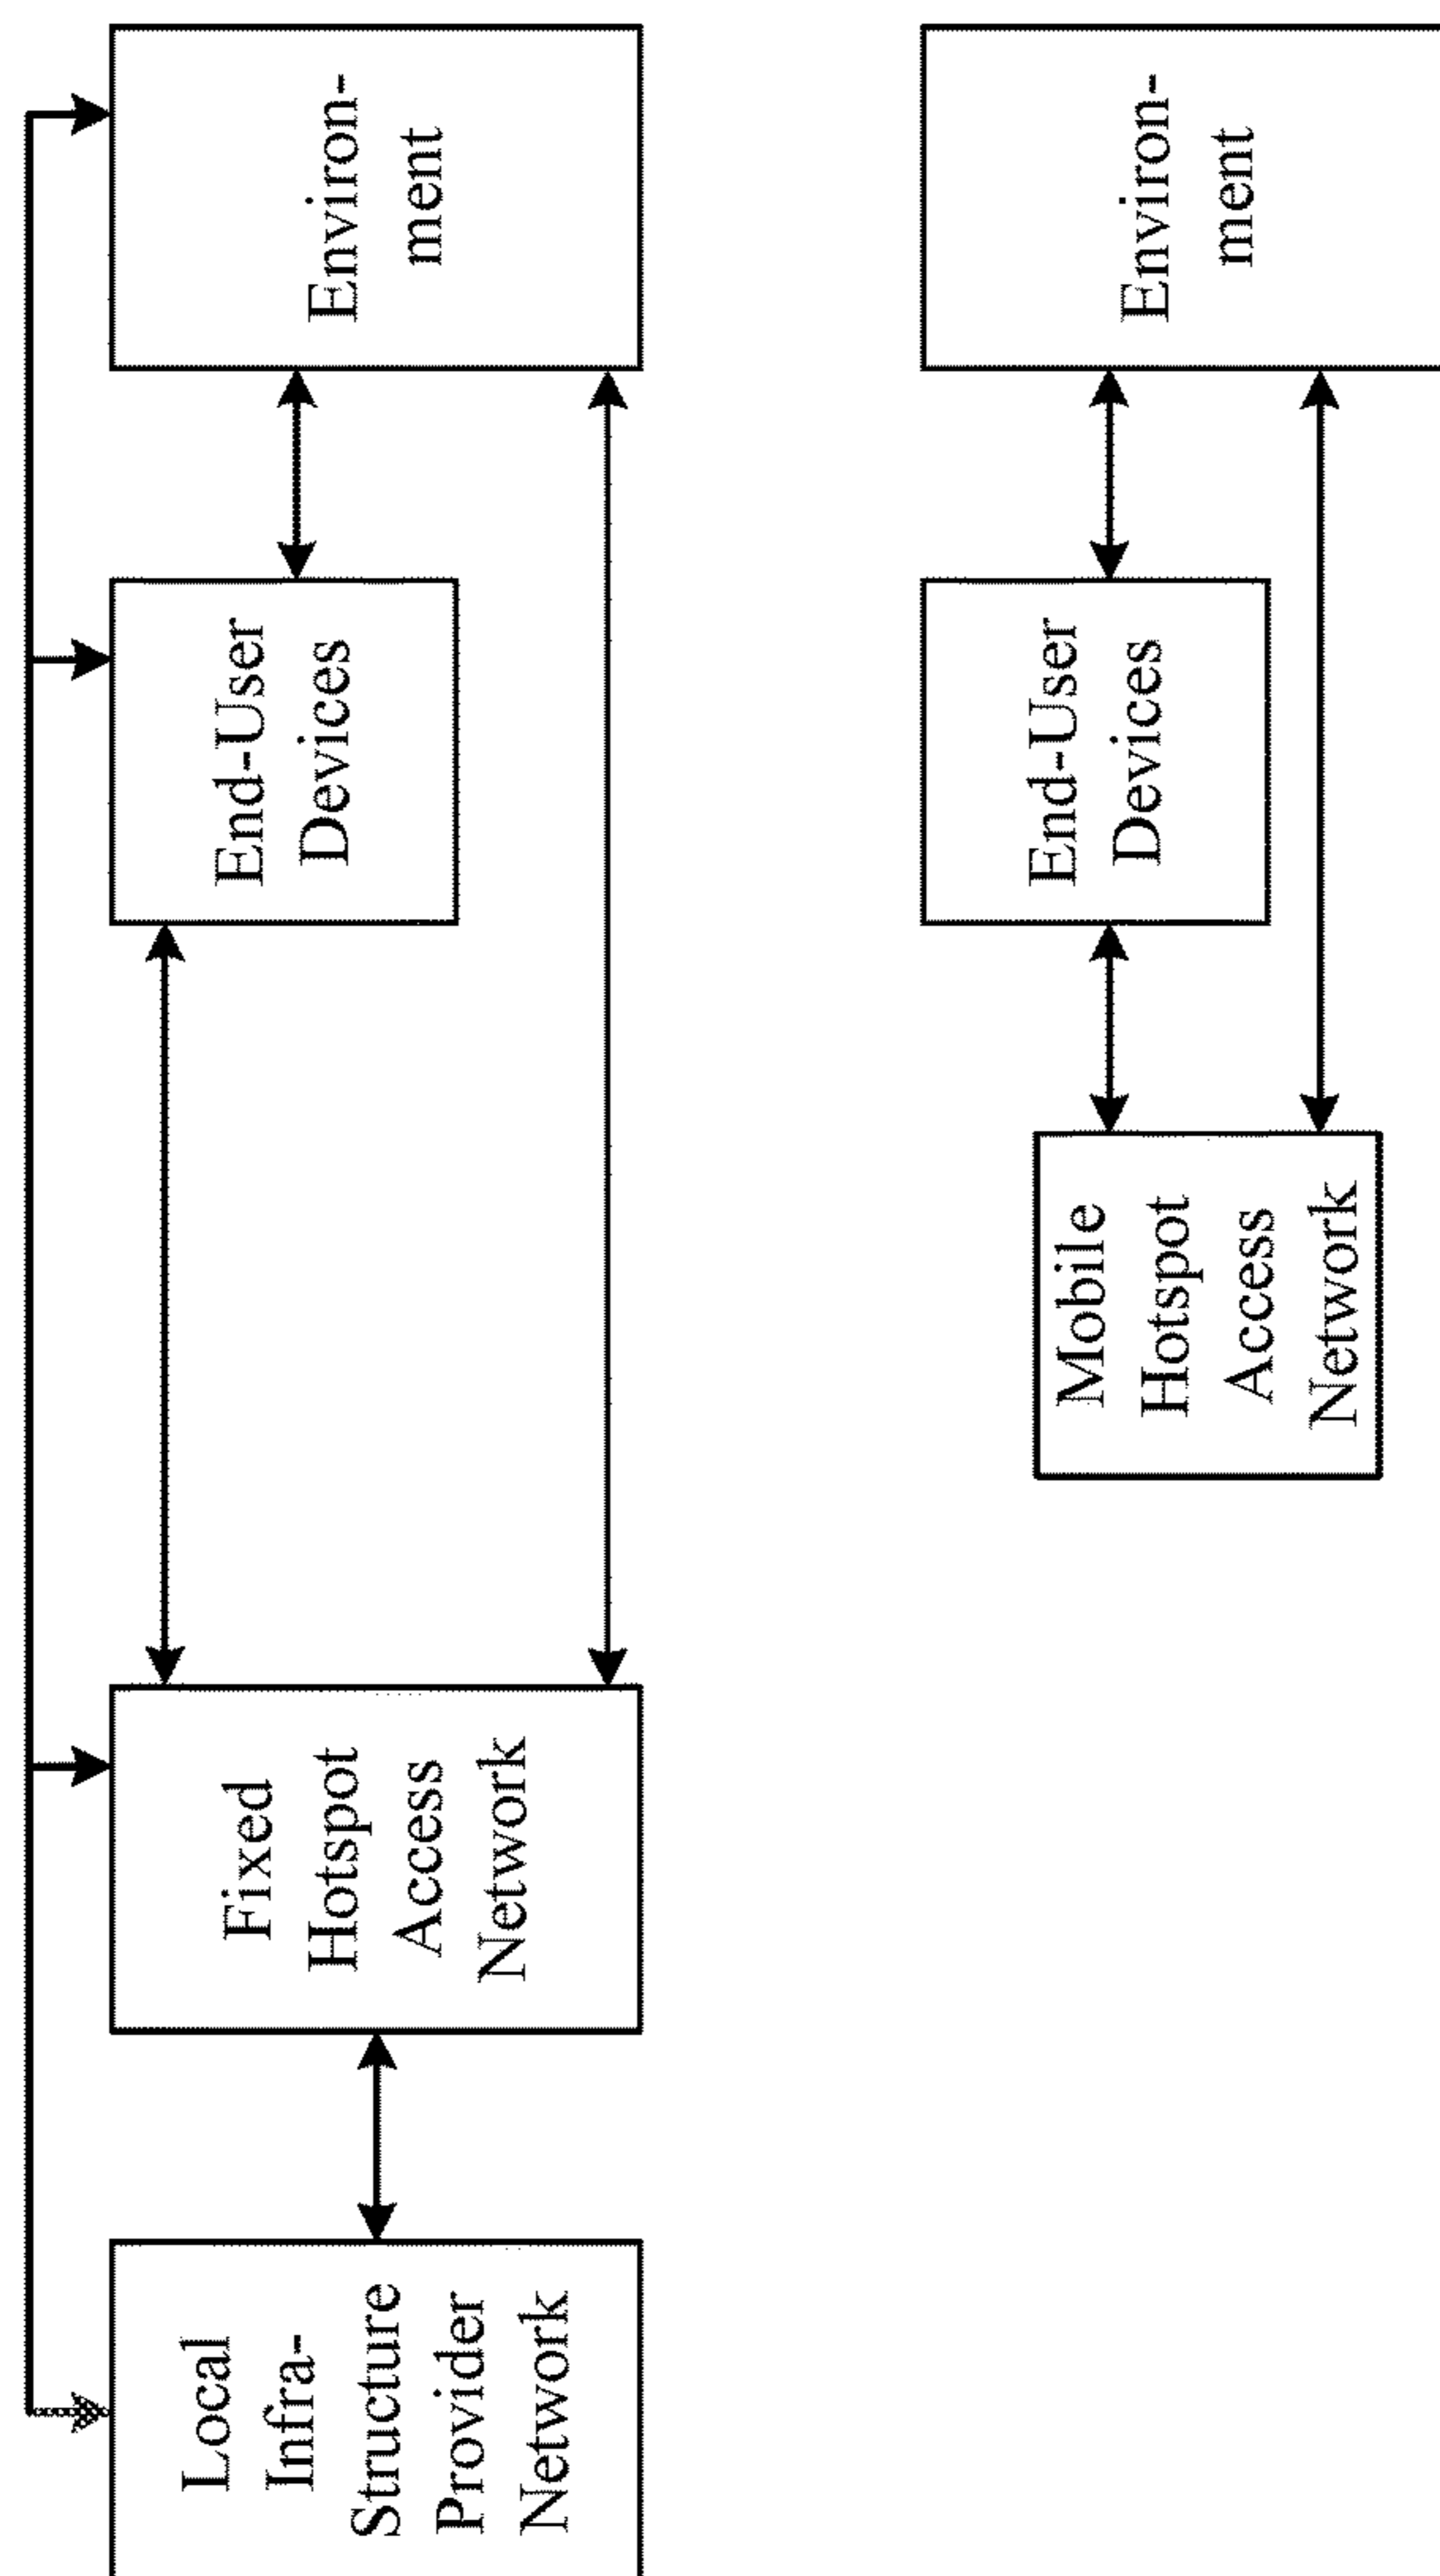 Local
Infra-
Structure
Provider
Network
Fixed
Hotspot
Access
Network
End-User
Devices
Environ-
ment
Mobile
Hotspot
Access
Network
End-User
Devices
Environ-
ment